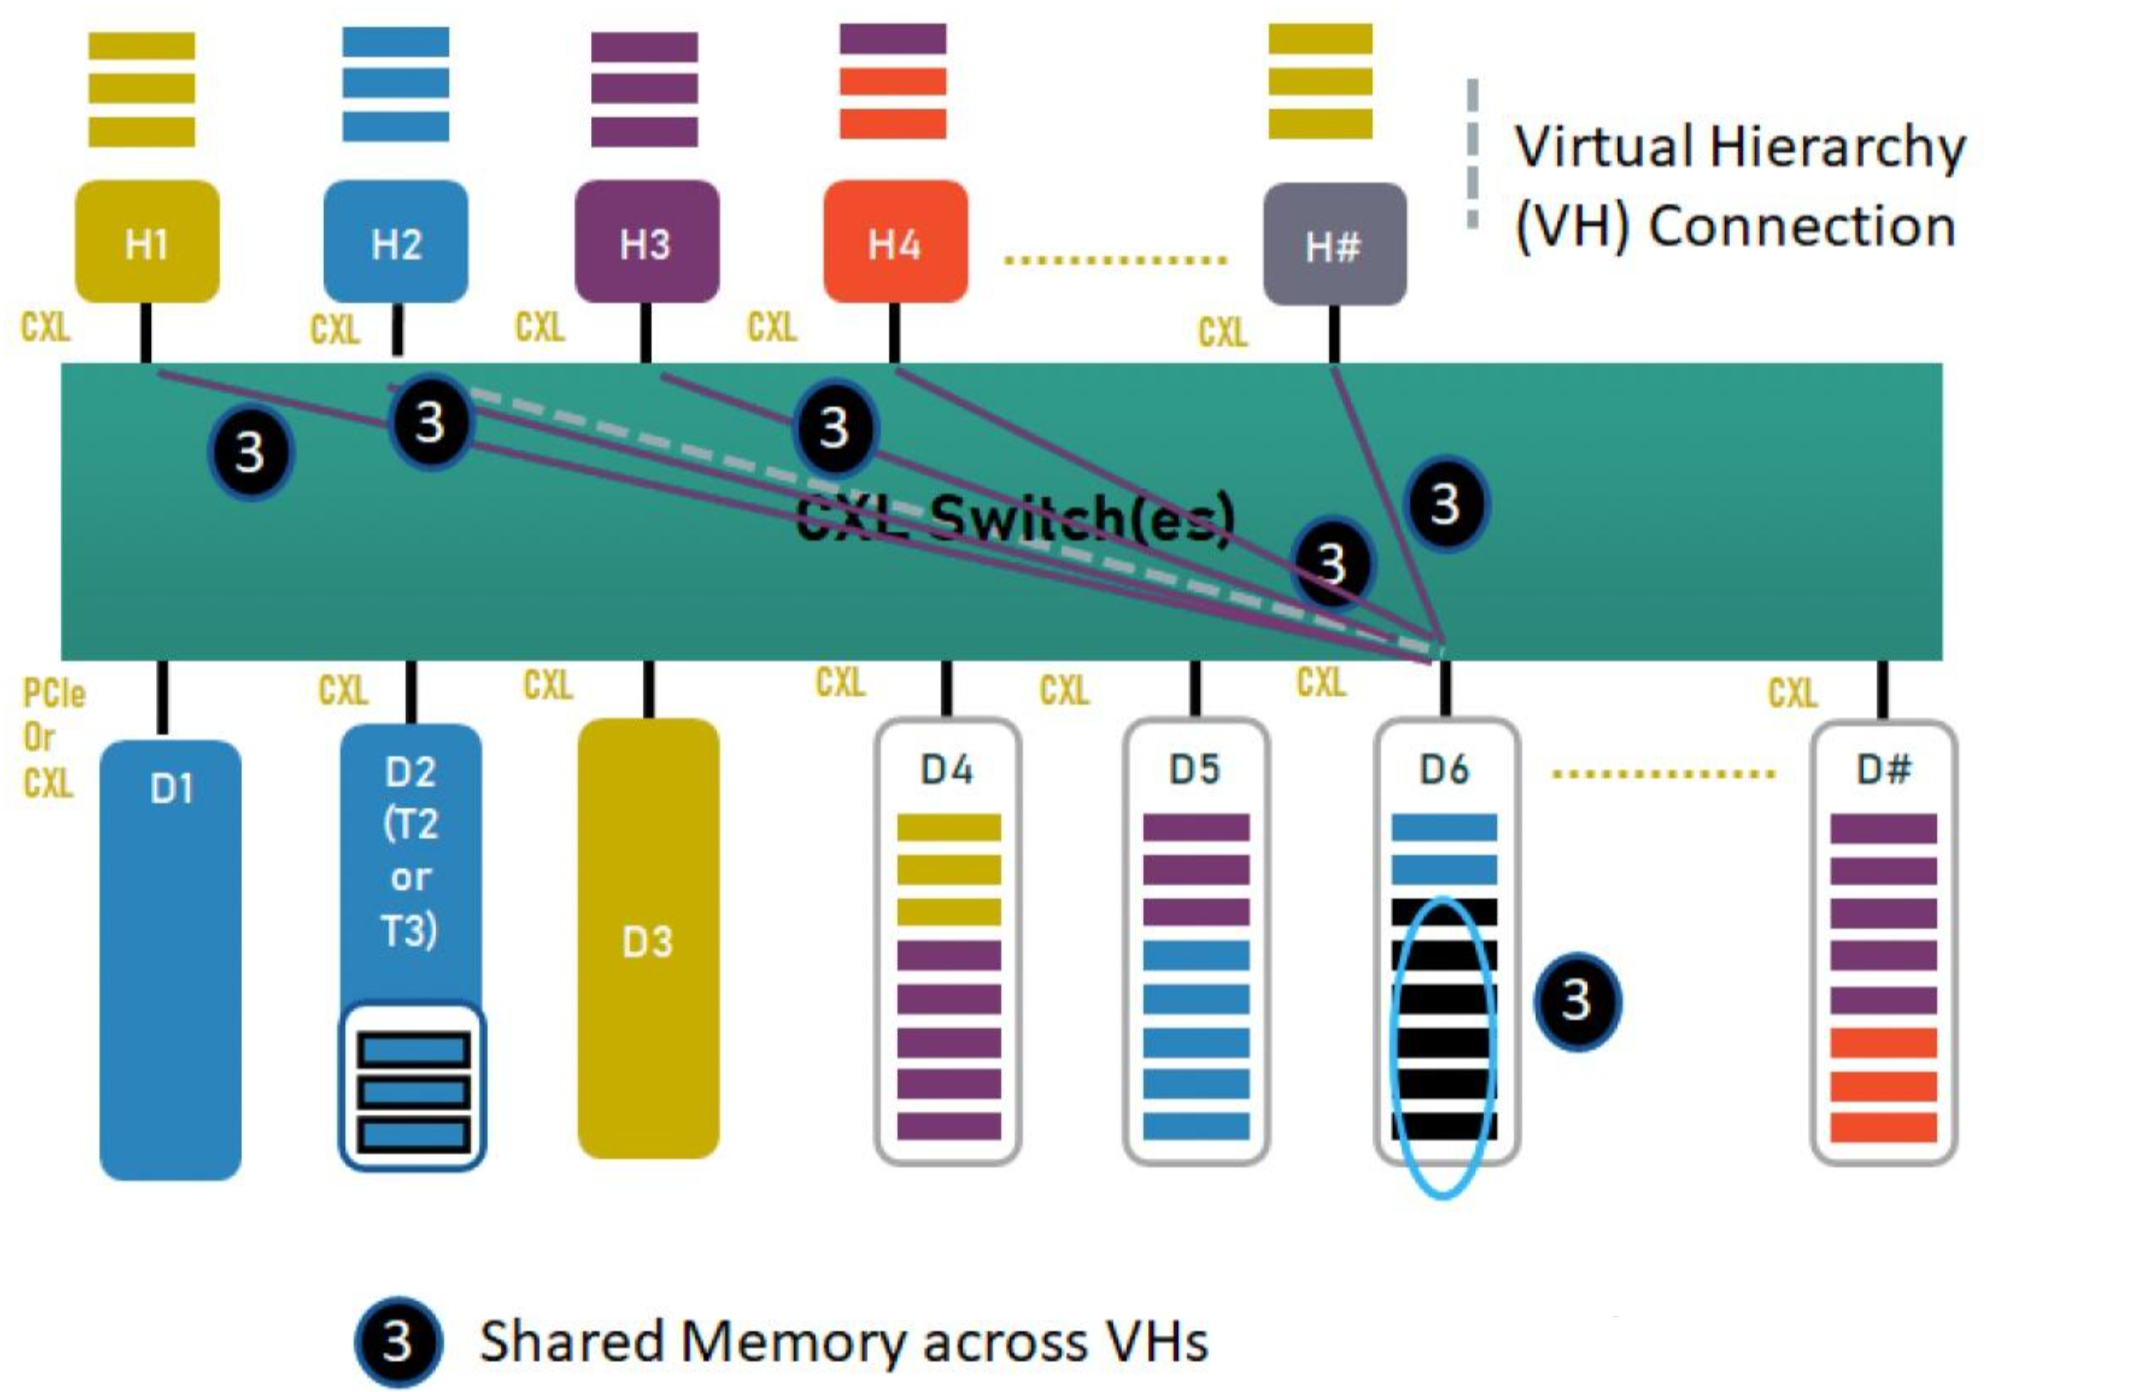 Virtual Hierarchy
(VH) Connection
H1
H2
H3
H4
H#
CXL
CXL
CXL
CXL
CXL
3
3
3
3
3
CXL Switch(es)
PCIe
Or
CXL
CXL
CXL
CXL
CXL
CXL
CXL
D1
D2
(T2
or
T3)
D3
D4
D5
D6
D#
3
3 Shared Memory across VHs